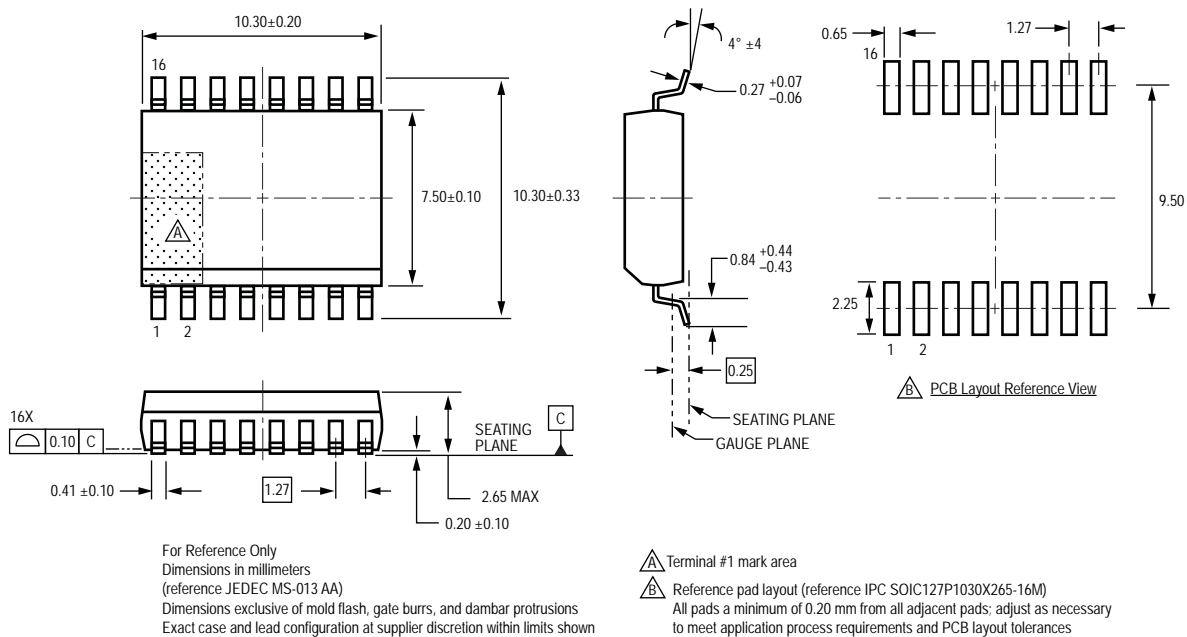 10.30±0.20
16
7.50±0.10
10.30±0.33
A
1 2
4° ±4
0.27 +0.07
–0.06
0.84 +0.44
–0.43
0.25
SEATING PLANE
GAUGE PLANE
0.65
1.27
16
9.50
2.25
1 2
B PCB Layout Reference View
16X
0.10 C
SEATING
PLANE
C
0.41 ±0.10
1.27
2.65 MAX
0.20 ±0.10
For Reference Only
Dimensions in millimeters
(reference JEDEC MS-013 AA)
Dimensions exclusive of mold flash, gate burrs, and dambar protrusions
Exact case and lead configuration at supplier discretion within limits shown
A Terminal #1 mark area
B Reference pad layout (reference IPC SOIC127P1030X265-16M)
All pads a minimum of 0.20 mm from all adjacent pads; adjust as necessary
to meet application process requirements and PCB layout tolerances